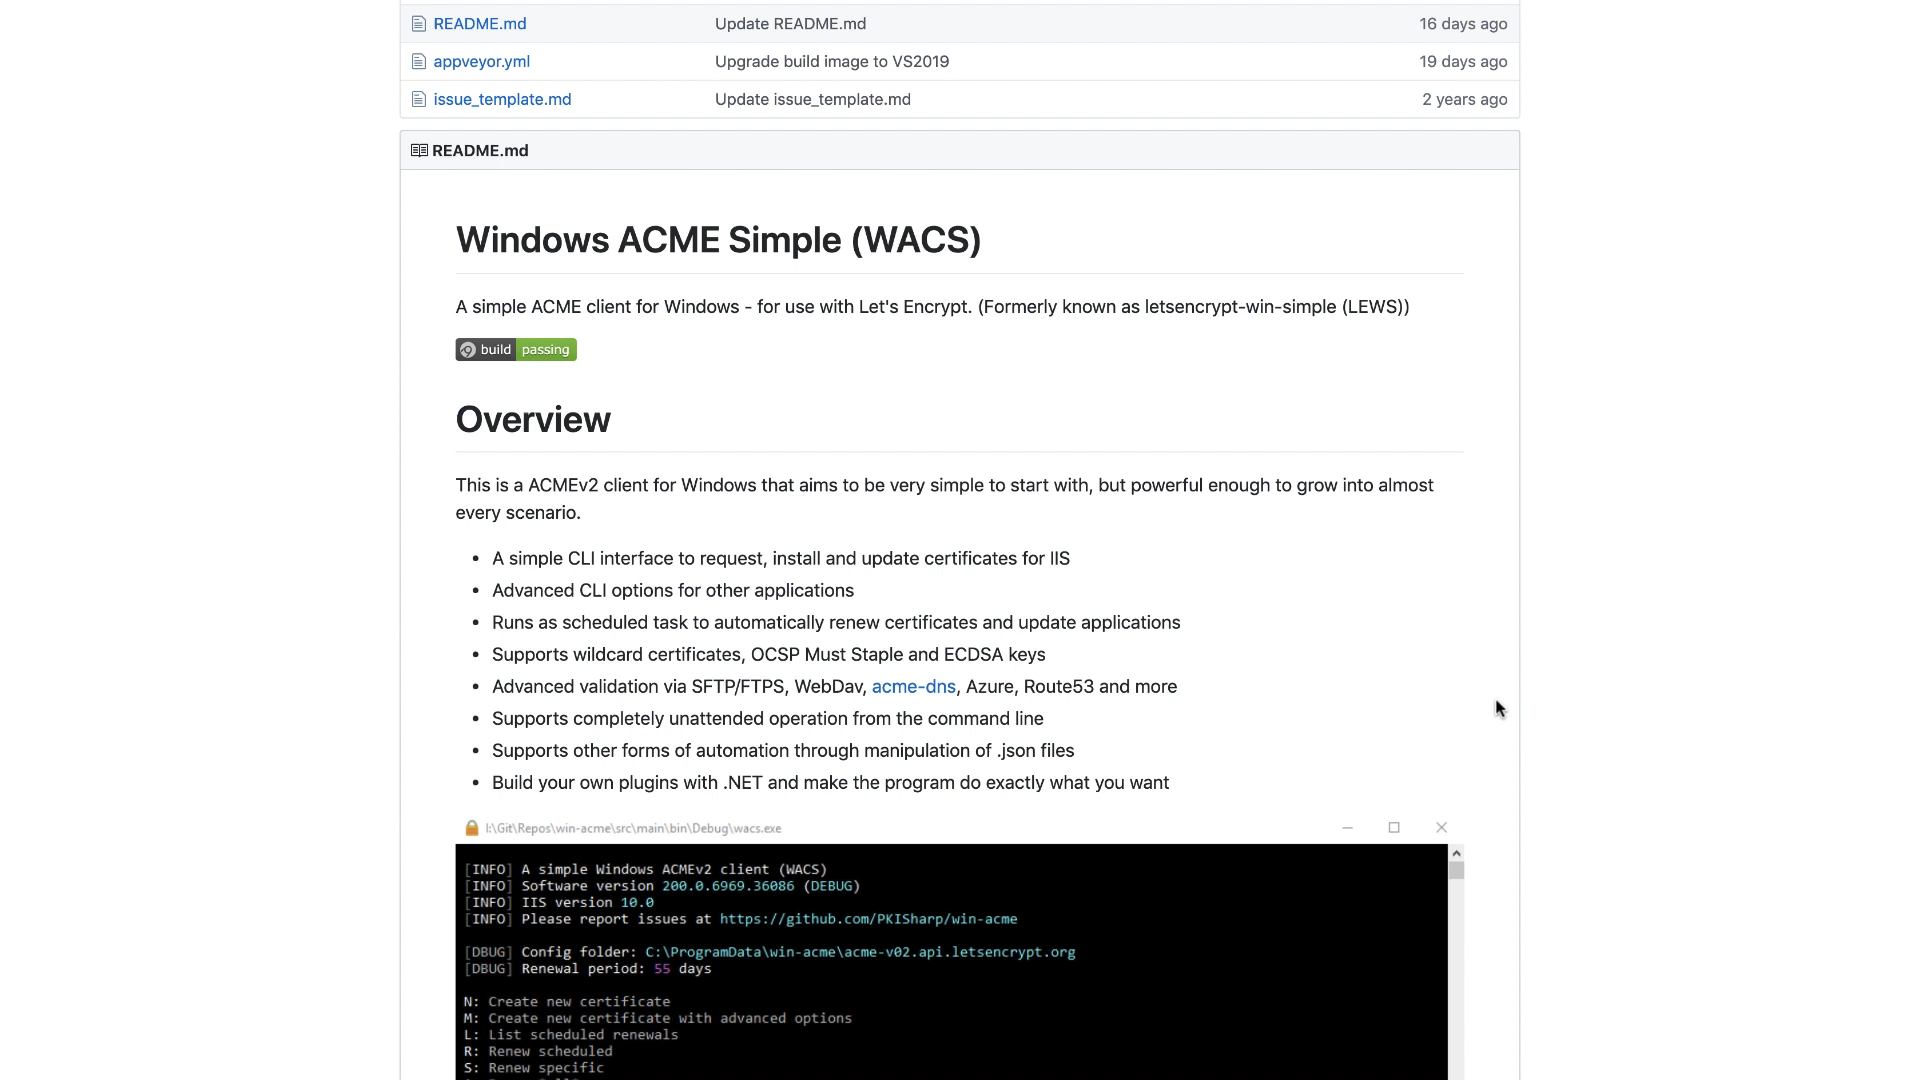 README.md Update README.md 16 days ago
appveyor.yml Upgrade build image to VS2019 19 days ago
issue_template.md Update issue_template.md 2 years ago
README.md
Windows ACME Simple (WACS)
A simple ACME client for Windows - for use with Let's Encrypt. (Formerly known as letsencrypt-win-simple (LEWS))
build passing
Overview
This is a ACMEv2 client for Windows that aims to be very simple to start with, but powerful enough to grow into almost
every scenario.
• A simple CLI interface to request, install and update certificates for IIS
• Advanced CLI options for other applications
• Runs as scheduled task to automatically renew certificates and update applications
• Supports wildcard certificates, OCSP Must Staple and ECDSA keys
• Advanced validation via SFTP/FTPS, WebDav, acme-dns, Azure, Route53 and more
• Supports completely unattended operation from the command line
• Supports other forms of automation through manipulation of .json files
• Build your own plugins with .NET and make the program do exactly what you want
I:\Git\Repos\win-acme\src\main\bin\Debug\wacs.exe
[INFO] A simple Windows ACMEv2 client (WACS)
[INFO] Software version 200.0.6969.36086 (DEBUG)
[INFO] IIS version 10.0
[INFO] Please report issues at https://github.com/PKISharp/win-acme
[DBUG] Config folder: C:\ProgramData\win-acme\acme-v02.api.letsencrypt.org
[DBUG] Renewal period: 55 days
N: Create new certificate
M: Create new certificate with advanced options
L: List scheduled renewals
R: Renew scheduled
S: Renew specific